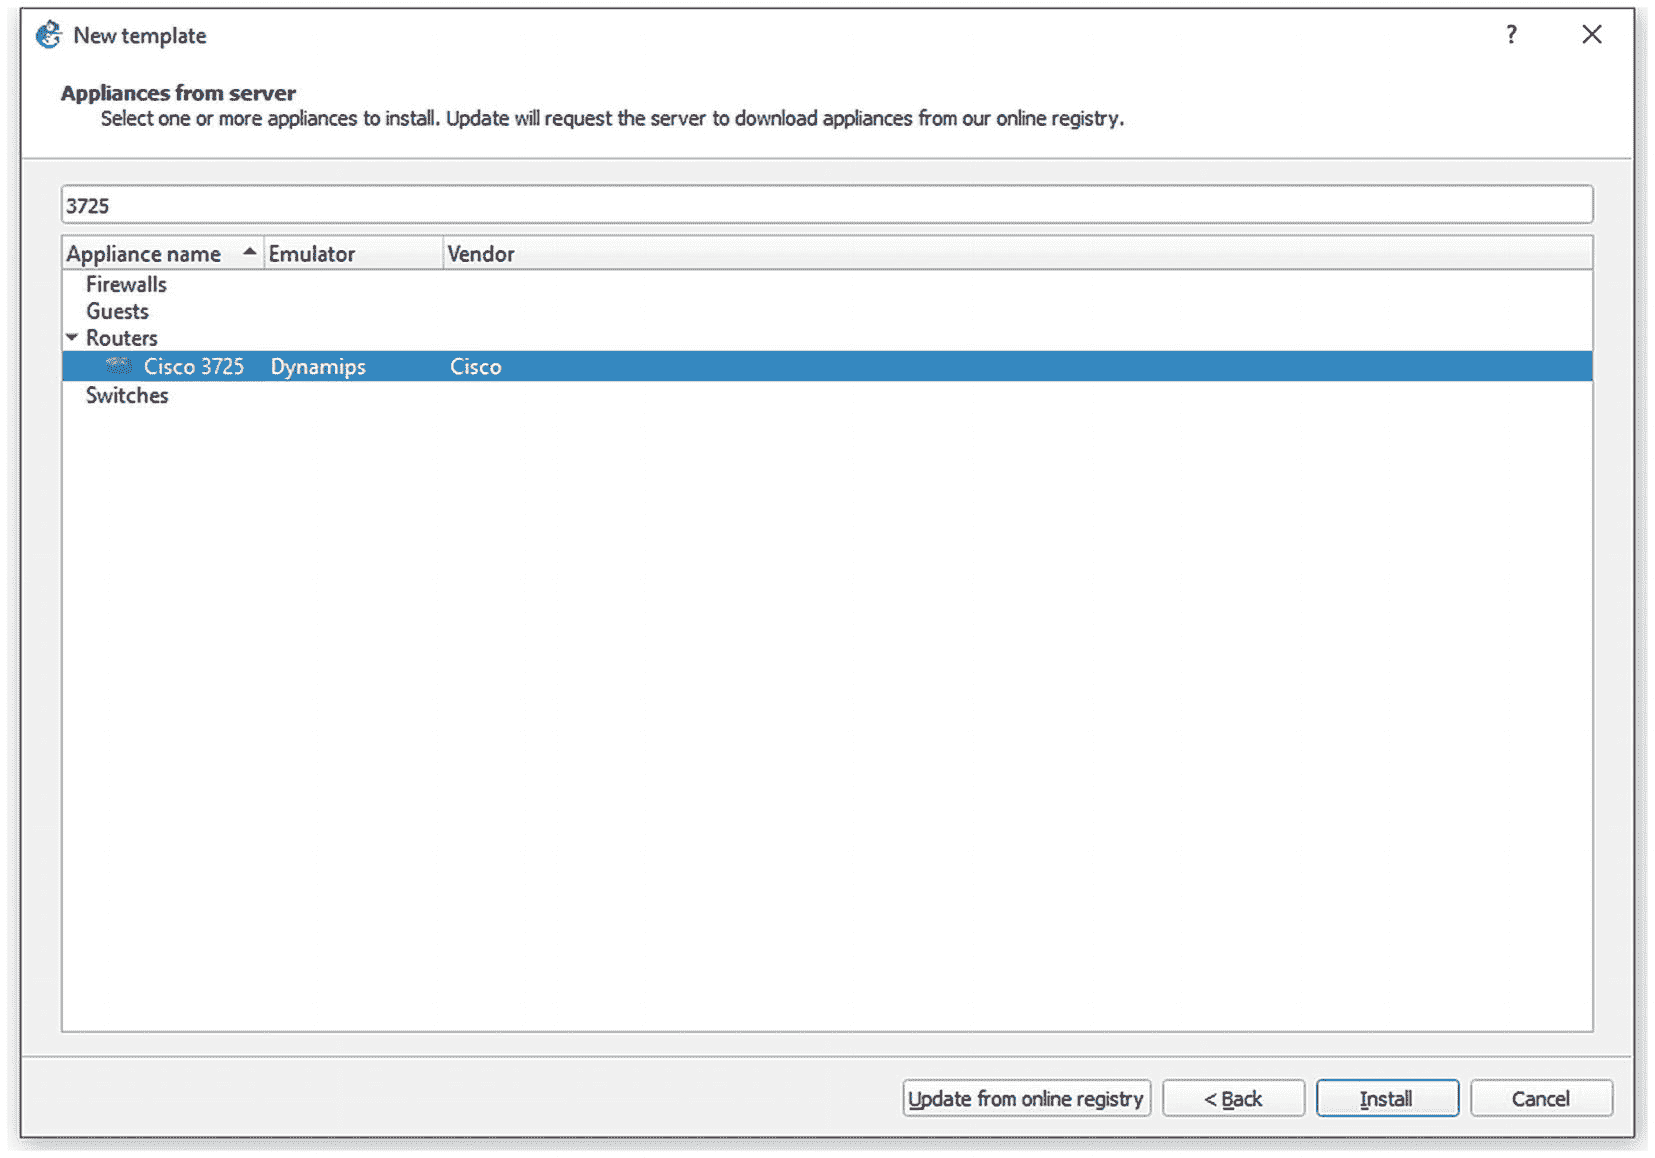 New template ?
Appliances from server
Select one or more appliances to install. Update will request the server to download appliances from our online registry.
3725
Appliance name Emulator Vendor
Firewalls
Guests
Routers
Cisco 3725 Dynamips Cisco
Switches
Update from online registry < Back Install Cancel